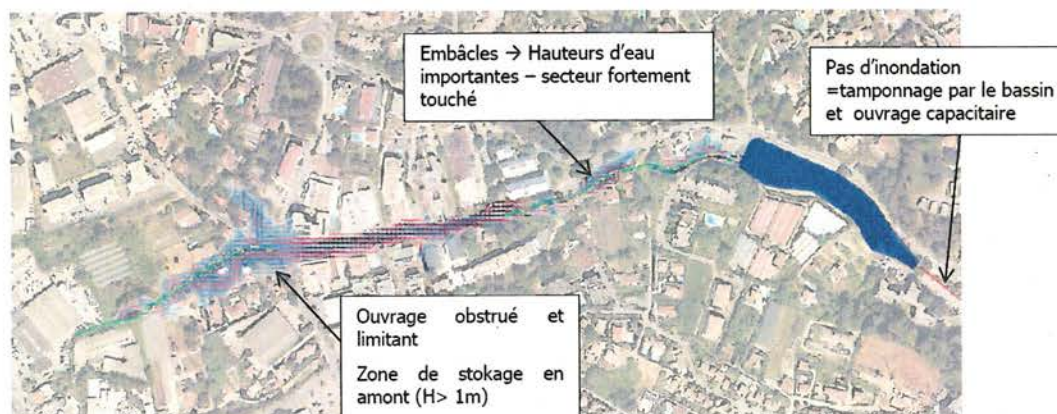 Embâcles → Hauteurs d'eau
importantes – secteur fortement
touché
Pas d'inondation
=tamponnage par le bassin
et ouvrage capacitaire
Ouvrage obstrué et
limitant
Zone de stokage en
amont (H> 1m)